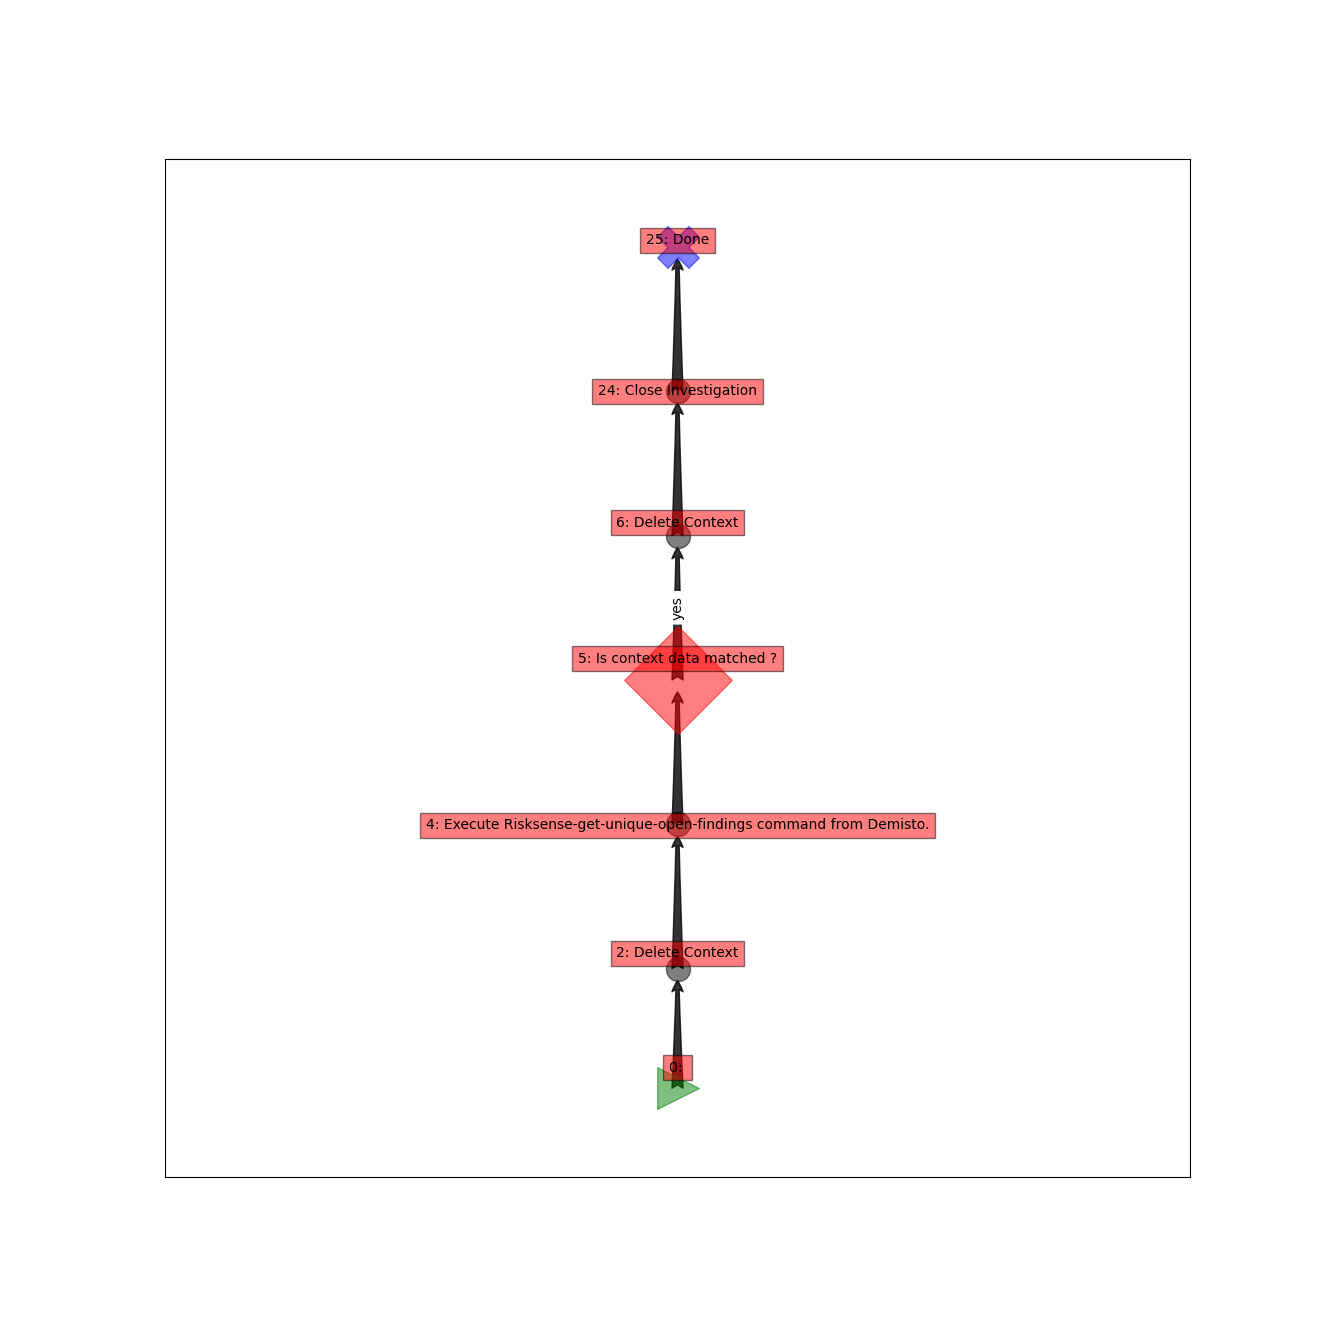 25: Done
24: Close Investigation
6: Delete Context
yes
5: Is context data matched ?
4: Execute Risksense-get-unique-open-findings command from Demisto.
2: Delete Context
0: